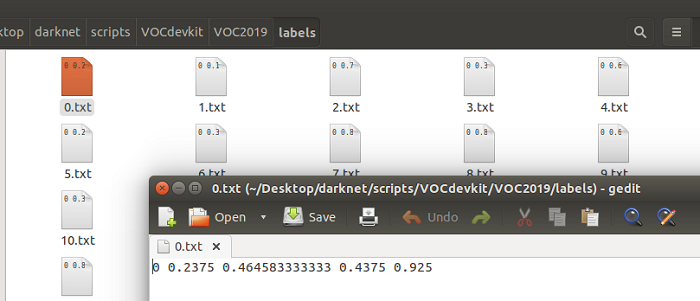 ktop darknet scripts VOCdevkit VOC2019 labels
0 0.2 0 0.1 0 0.7 0 0.3 0 0.6
0.txt 1.txt 2.txt 3.txt 4.txt
0 0.2 0 0.3 0 0.8 0 0.8 0 0.6
5.txt 6.txt 7.txt 8.txt 9.txt
0 0.3
10.txt
0 0.8
0.txt (~/Desktop/darknet/scripts/VOCdevkit/VOC2019/labels) - gedit
Open Save Undo
0.txt ×
0 0.2375 0.464583333333 0.4375 0.925